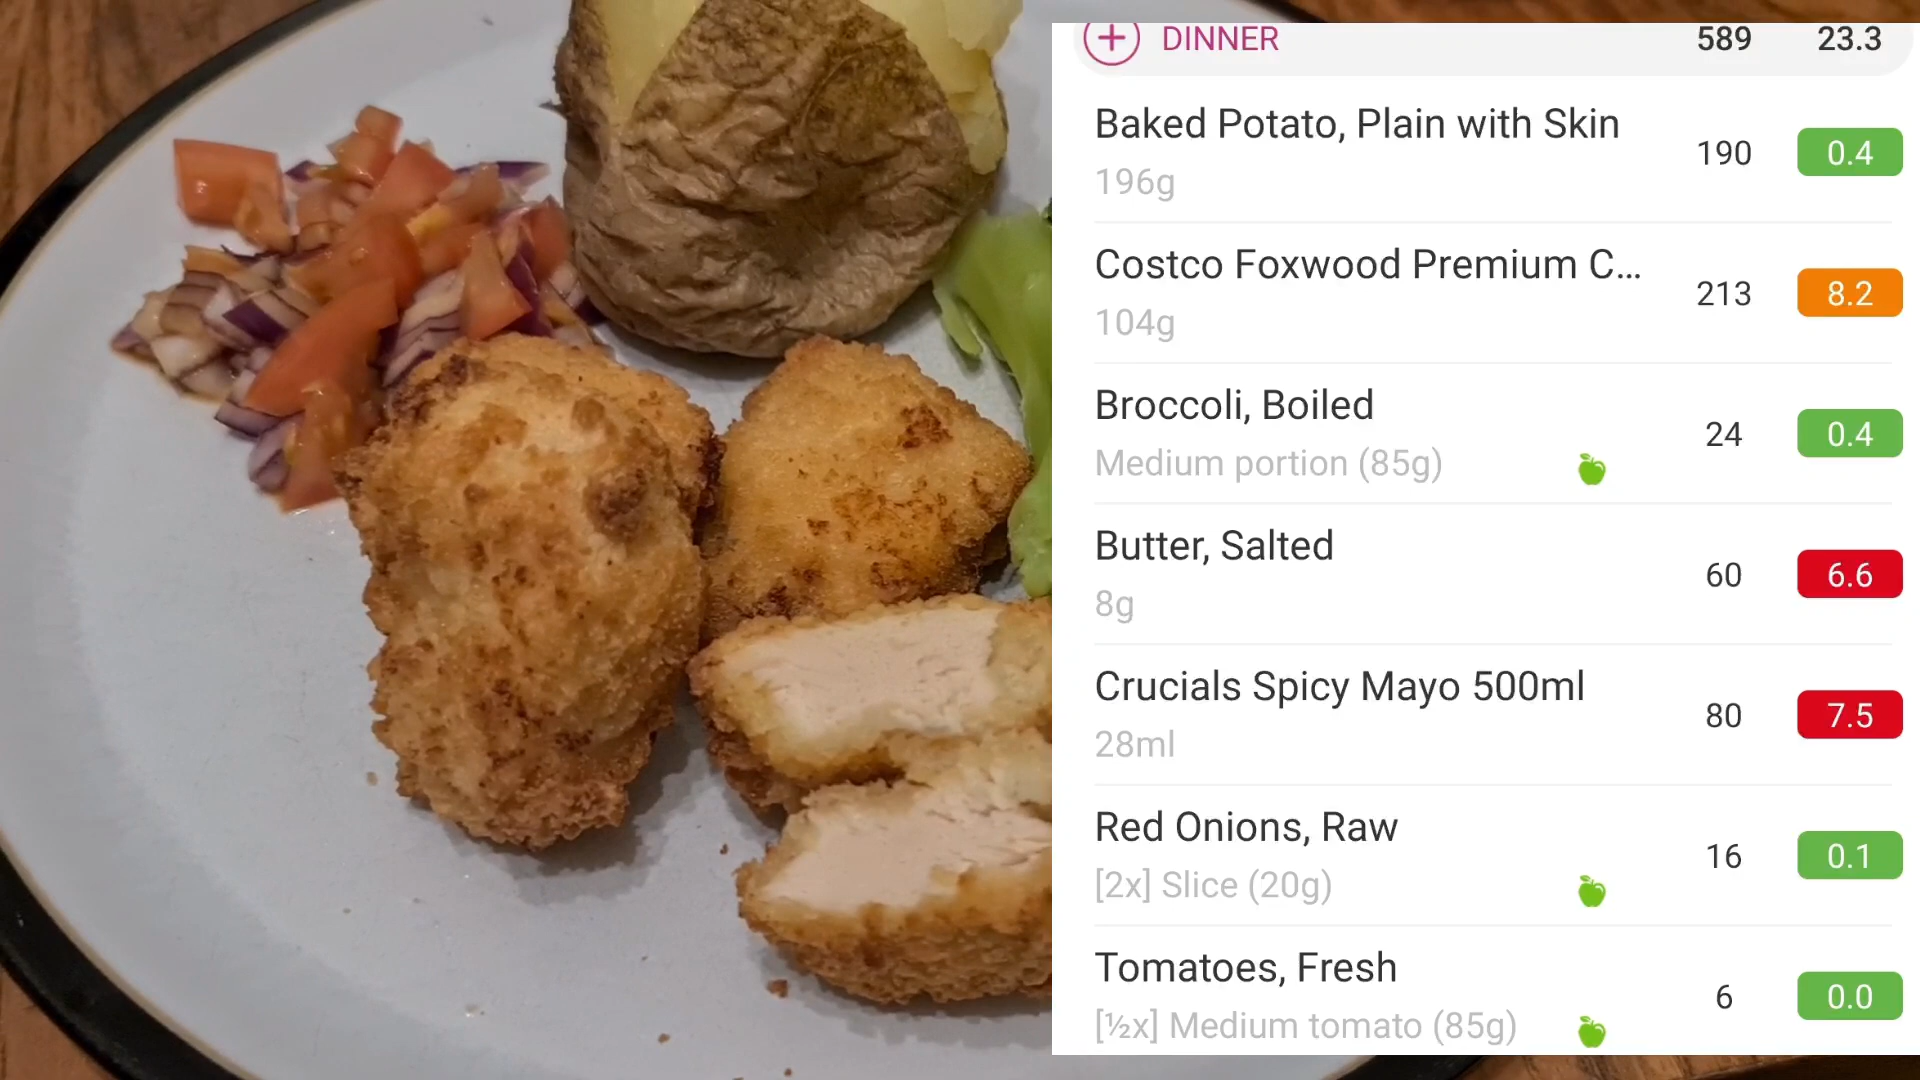 DINNER 589 23.3
Baked Potato, Plain with Skin 190 0.4
196g
Costco Foxwood Premium C... 213 8.2
104g
Broccoli, Boiled 24 0.4
Medium portion (85g)
Butter, Salted 60 6.6
8g
Crucials Spicy Mayo 500ml 80 7.5
28ml
Red Onions, Raw 16 0.1
[2x] Slice (20g)
Tomatoes, Fresh 6 0.0
[½x] Medium tomato (85g)